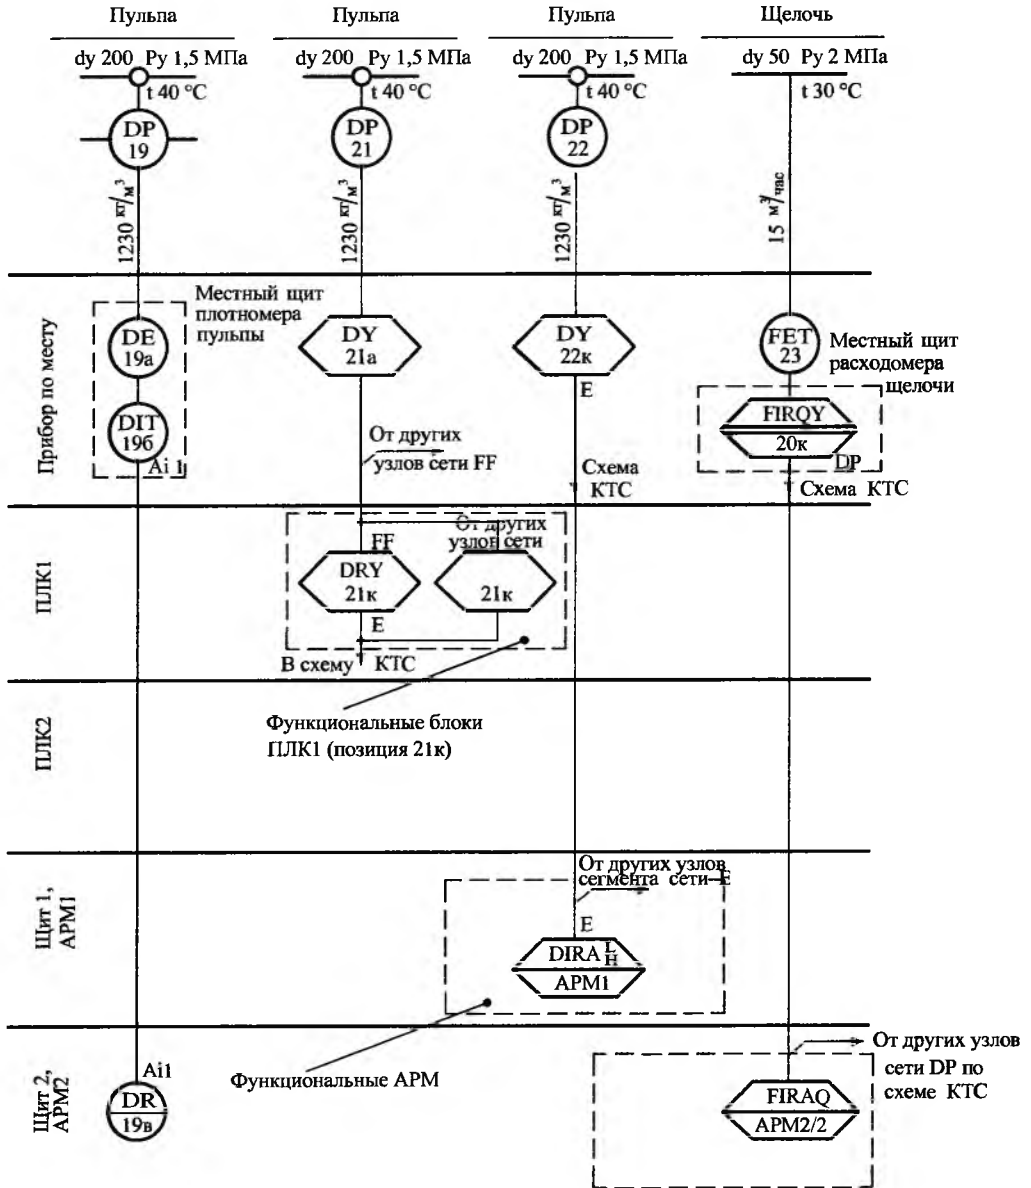 Пульпа
Пульпа
Пульпа
Щелочь
dy 200 Py 1,5 МПа
dy 200 Py 1,5 МПа
dy 200 Py 1,5 МПа
dy 50 Py 2 МПа
t 40 °C
t 40 °C
t 40 °C
t 30 °C
DP
19
DP
21
DP
22
1230 кг/м³
1230 кг/м³
1230 кг/м³
15 м³/час
Прибор по месту
Местный щит
плотномера
пульпы
DE
19а
DIT
19б
Ai 1
DY
21а
От других
узлов сети FF
DY
22к
E
Схема
КТС
FET
23
Местный щит
расходомера
щелочи
FIRQY
20к
DP
Схема КТС
ПЛК1
От других
узлов сети
FF
DRY
21к
21к
E
В схему КТС
ПЛК2
Функциональные блоки
ПЛК1 (позиция 21к)
Щит 1,
АРМ1
От других узлов
сегмента сети E
E
DIRA L H
АРМ1
Щит 2,
АРМ2
Ai1
DR
19в
Функциональные АРМ
От других узлов
сети DP по
схеме КТС
FIRAQ
АРМ2/2